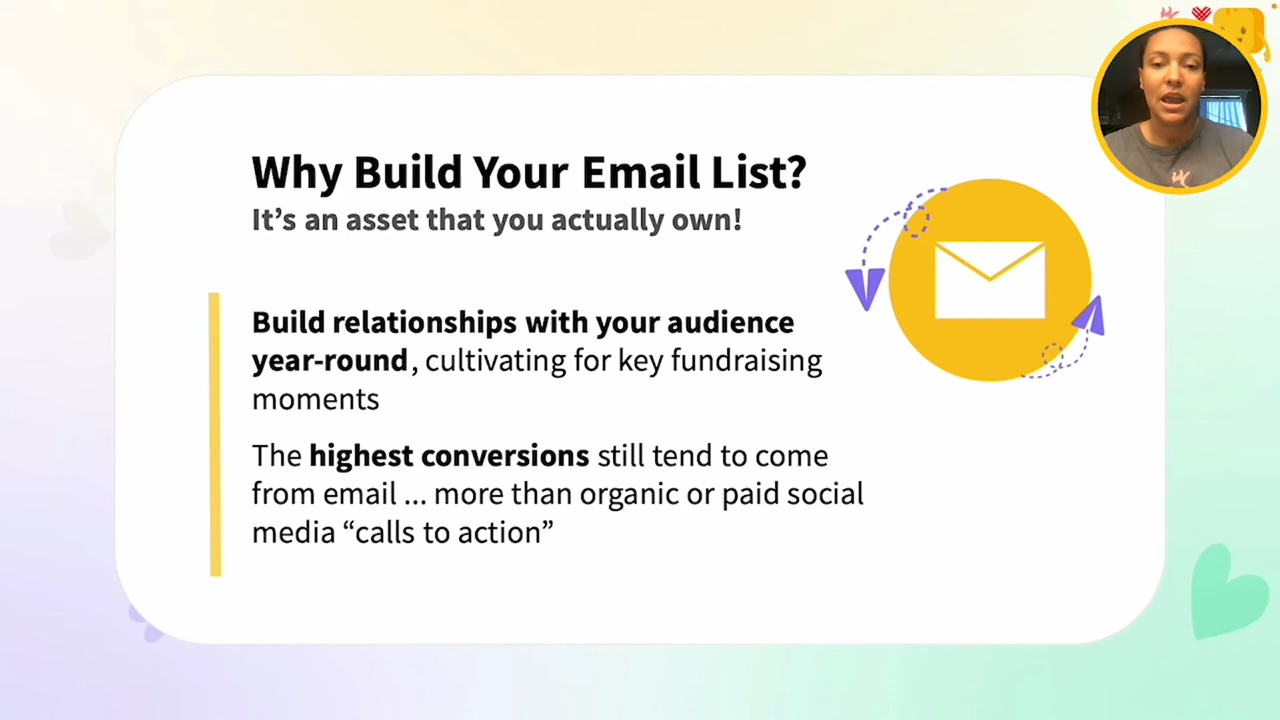 Why Build Your Email List?
It’s an asset that you actually own!
Build relationships with your audience
year-round, cultivating for key fundraising
moments
The highest conversions still tend to come
from email ... more than organic or paid social
media “calls to action”